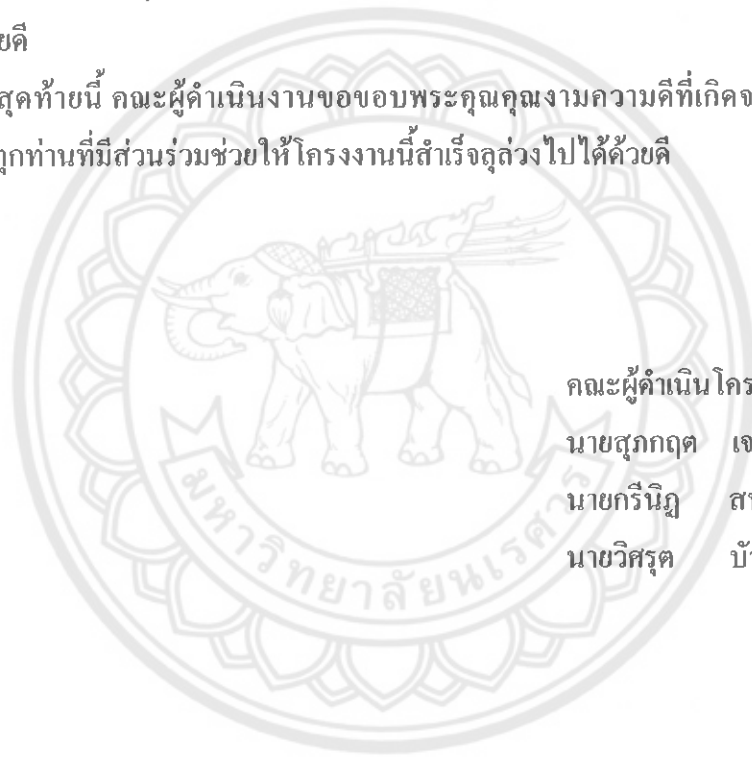 ยดี
สุดท้ายนี้ คณะผู้ดำเนินงานขอขอบพระคุณคุณงามความดีที่เกิดจ
ทุกท่านที่มีส่วนร่วมช่วยให้โครงงานนี้สำเร็จลุล่วงไปได้ด้วยดี
คณะผู้ดำเนินโคร
นายสุภกฤต เจ
นายกรีนิฎ ส
นายวิศรุต บ้
มหาวิทยาลัยนเรศวร